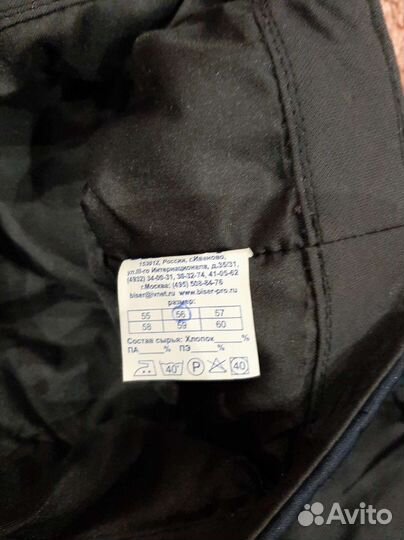 153012, Россия, г.Иваново,
ул.III-го Интернационала, д.35/31,
(4932) 34-00-31, 38-32-74, 41-05-62
г.Москва: (495) 508-84-76
biser@ivnet.ru, www.biser-pro.ru
размер:
55 56 57
58 59 60
Состав сырья: Хлопок %
ПА % ПЭ %
40° P 40
Avito